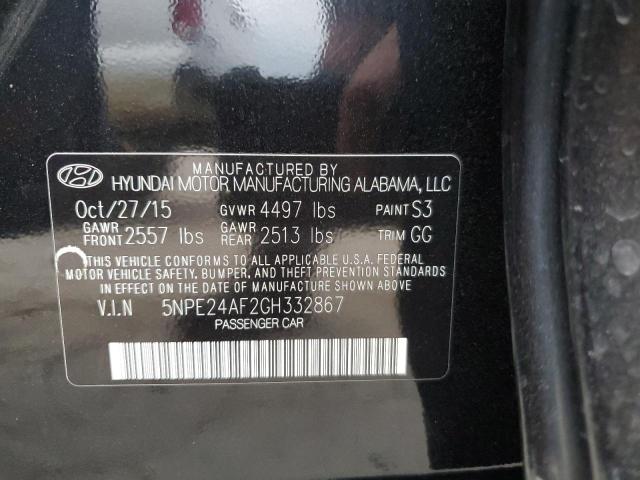 MANUFACTURED BY
HYUNDAI MOTOR MANUFACTURING ALABAMA, LLC
Oct/27/15 GVWR 4497 lbs PAINT S3
GAWR FRONT 2557 lbs GAWR REAR 2513 lbs TRIM GG
THIS VEHICLE CONFORMS TO ALL APPLICABLE U.S.A. FEDERAL
MOTOR VEHICLE SAFETY, BUMPER, AND THEFT PREVENTION STANDARDS
IN EFFECT ON THE DATE OF MANUFACTURE SHOWN ABOVE.
V.I.N 5NPE24AF2GH332867
PASSENGER CAR